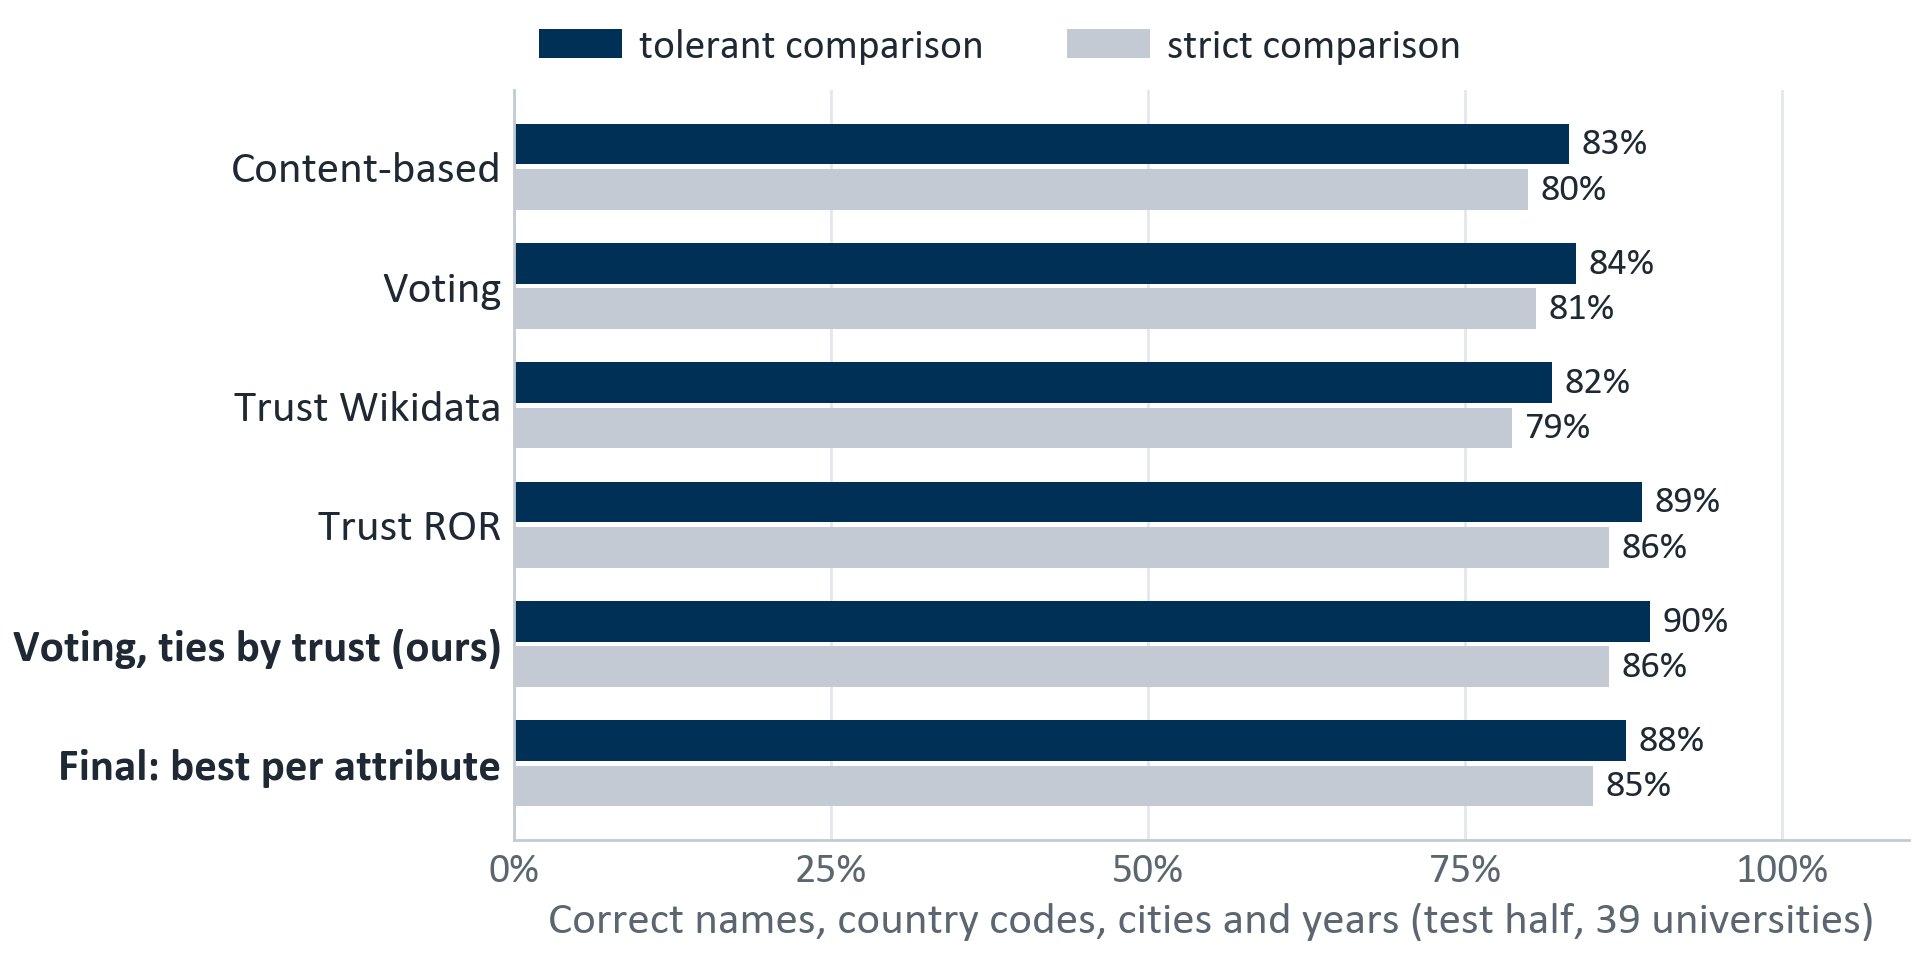 tolerant comparison strict comparison
Content-based 83%
80%
Voting 84%
81%
Trust Wikidata 82%
79%
Trust ROR 89%
86%
Voting, ties by trust (ours) 90%
86%
Final: best per attribute 88%
85%
0% 25% 50% 75% 100%
Correct names, country codes, cities and years (test half, 39 universities)